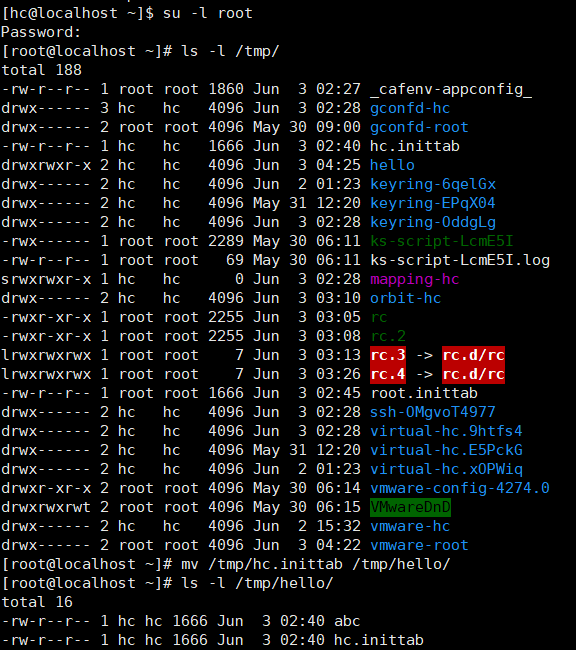 [hc@localhost ~]$ su -l root
Password:
[root@localhost ~]# ls -l /tmp/
total 188
-rw-r--r-- 1 root root 1860 Jun  3 02:27 _cafenv-appconfig_
drwx------ 3 hc   hc   4096 Jun  3 02:28 gconfd-hc
drwx------ 2 root root 4096 May 30 09:00 gconfd-root
-rw-r--r-- 1 hc   hc   1666 Jun  3 02:40 hc.inittab
drwxrwxr-x 2 hc   hc   4096 Jun  3 04:25 hello
drwx------ 2 hc   hc   4096 Jun  2 01:23 keyring-6qelGx
drwx------ 2 hc   hc   4096 May 31 12:20 keyring-EPqX04
drwx------ 2 hc   hc   4096 Jun  3 02:28 keyring-OddgLg
-rwx------ 1 root root 2289 May 30 06:11 ks-script-LcmE5I
-rw-r--r-- 1 root root   69 May 30 06:11 ks-script-LcmE5I.log
srwxrwxr-x 1 hc   hc      0 Jun  3 02:28 mapping-hc
drwx------ 2 hc   hc   4096 Jun  3 03:10 orbit-hc
-rwxr-xr-x 1 root root 2255 Jun  3 03:05 rc
-rwxr-xr-x 1 root root 2255 Jun  3 03:08 rc.2
lrwxrwxrwx 1 root root    7 Jun  3 03:13 rc.3 -> rc.d/rc
lrwxrwxrwx 1 root root    7 Jun  3 03:26 rc.4 -> rc.d/rc
-rw-r--r-- 1 root root 1666 Jun  3 02:45 root.inittab
drwx------ 2 hc   hc   4096 Jun  3 02:28 ssh-OMgvoT4977
drwx------ 2 hc   hc   4096 Jun  3 02:28 virtual-hc.9htfs4
drwx------ 2 hc   hc   4096 May 31 12:20 virtual-hc.E5PckG
drwx------ 2 hc   hc   4096 Jun  2 01:23 virtual-hc.xOPWiq
drwxr-xr-x 2 root root 4096 May 30 06:14 vmware-config-4274.0
drwxrwxrwt 2 root root 4096 May 30 06:15 VMwareDnD
drwx------ 2 hc   hc   4096 Jun  2 15:32 vmware-hc
drwx------ 2 root root 4096 Jun  3 04:22 vmware-root
[root@localhost ~]# mv /tmp/hc.inittab /tmp/hello/
[root@localhost ~]# ls -l /tmp/hello/
total 16
-rw-r--r-- 1 hc hc 1666 Jun  3 02:40 abc
-rw-r--r-- 1 hc hc 1666 Jun  3 02:40 hc.inittab